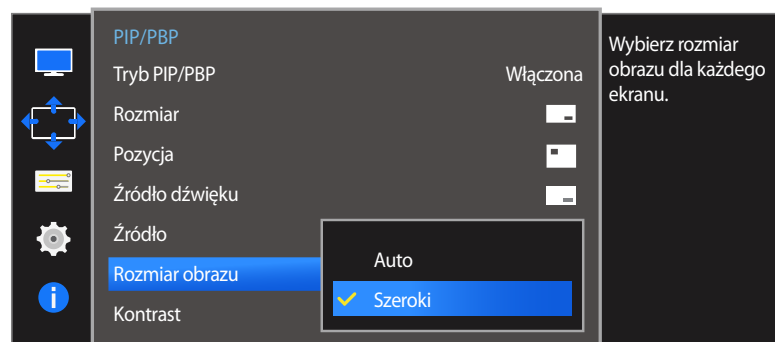 PIP/PBP
Tryb PIP/PBP Włączona
Rozmiar
Pozycja
Źródło dźwięku
Źródło
Rozmiar obrazu
Kontrast
Auto
Szeroki
Wybierz rozmiar
obrazu dla każdego
ekranu.